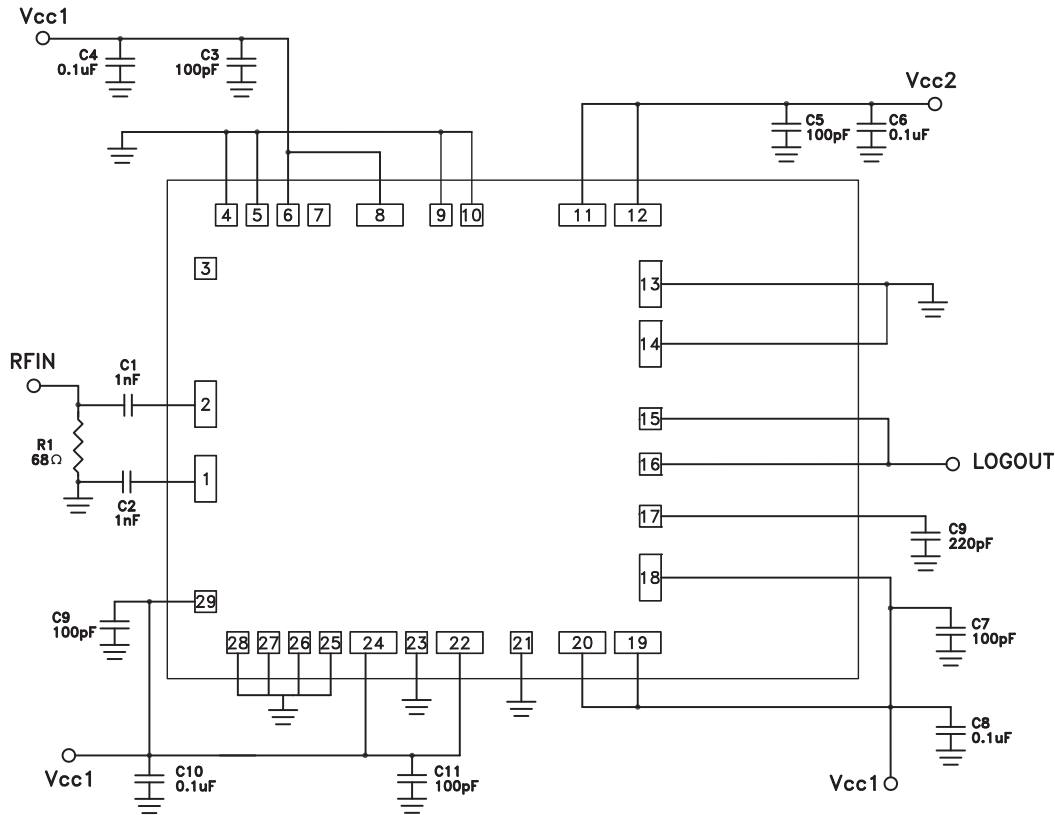 Vcc1
C4
0.1uF
C3
100pF
Vcc2
C5
100pF
C6
0.1uF
4
5
6
7
8
9
10
11
12
3
13
14
RFIN
C1
1nF
2
15
R1
68Ω
16
LOGOUT
1
C2
1nF
17
C9
220pF
18
29
C9
100pF
C7
100pF
28
27
26
25
24
23
22
21
20
19
C8
0.1uF
Vcc1
C10
0.1uF
C11
100pF
Vcc1